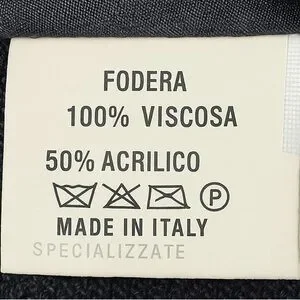 FODERA
100% VISCOSA
50% ACRILICO
P
MADE IN ITALY
SPECIALIZZATE